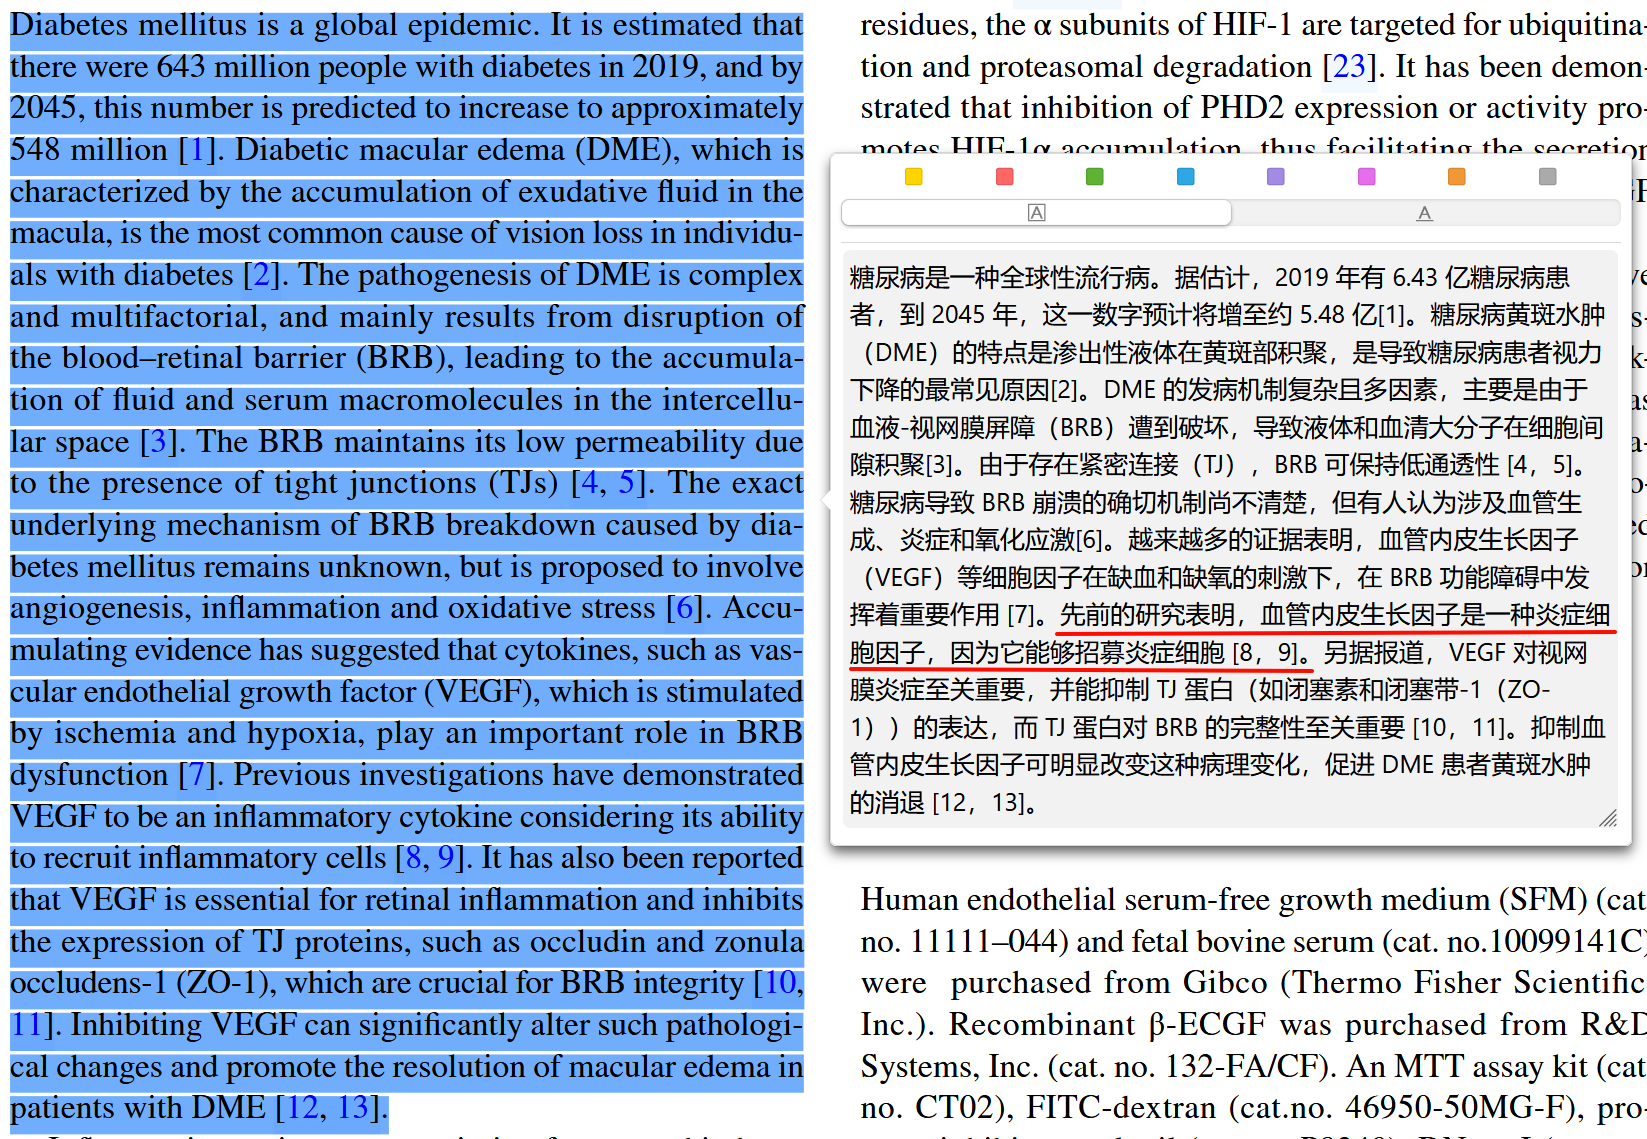 Diabetes mellitus is a global epidemic. It is estimated that
there were 643 million people with diabetes in 2019, and by
2045, this number is predicted to increase to approximately
548 million [1]. Diabetic macular edema (DME), which is
characterized by the accumulation of exudative fluid in the
macula, is the most common cause of vision loss in individu-
als with diabetes [2]. The pathogenesis of DME is complex
and multifactorial, and mainly results from disruption of
the blood–retinal barrier (BRB), leading to the accumula-
tion of fluid and serum macromolecules in the intercellu-
lar space [3]. The BRB maintains its low permeability due
to the presence of tight junctions (TJs) [4, 5]. The exact
underlying mechanism of BRB breakdown caused by dia-
betes mellitus remains unknown, but is proposed to involve
angiogenesis, inflammation and oxidative stress [6]. Accu-
mulating evidence has suggested that cytokines, such as vas-
cular endothelial growth factor (VEGF), which is stimulated
by ischemia and hypoxia, play an important role in BRB
dysfunction [7]. Previous investigations have demonstrated
VEGF to be an inflammatory cytokine considering its ability
to recruit inflammatory cells [8, 9]. It has also been reported
that VEGF is essential for retinal inflammation and inhibits
the expression of TJ proteins, such as occludin and zonula
occludens-1 (ZO-1), which are crucial for BRB integrity [10,
11]. Inhibiting VEGF can significantly alter such pathologi-
cal changes and promote the resolution of macular edema in
patients with DME [12, 13].
residues, the α subunits of HIF-1 are targeted for ubiquitina-
tion and proteasomal degradation [23]. It has been demon-
strated that inhibition of PHD2 expression or activity pro-
motes HIF-1α accumulation, thus facilitating the secretion
A
A
糖尿病是一种全球性流行病。据估计，2019 年有 6.43 亿糖尿病患
者，到 2045 年，这一数字预计将增至约 5.48 亿[1]。糖尿病黄斑水肿
（DME）的特点是渗出性液体在黄斑部积聚，是导致糖尿病患者视力
下降的最常见原因[2]。DME 的发病机制复杂且多因素，主要是由于
血液-视网膜屏障（BRB）遭到破坏，导致液体和血清大分子在细胞间
隙积聚[3]。由于存在紧密连接（TJ），BRB 可保持低通透性 [4，5]。
糖尿病导致 BRB 崩溃的确切机制尚不清楚，但有人认为涉及血管生
成、炎症和氧化应激[6]。越来越多的证据表明，血管内皮生长因子
（VEGF）等细胞因子在缺血和缺氧的刺激下，在 BRB 功能障碍中发
挥着重要作用 [7]。先前的研究表明，血管内皮生长因子是一种炎症细
胞因子，因为它能够招募炎症细胞 [8，9]。另据报道，VEGF 对视网
膜炎症至关重要，并能抑制 TJ 蛋白（如闭塞素和闭塞带-1（ZO-
1））的表达，而 TJ 蛋白对 BRB 的完整性至关重要 [10，11]。抑制血
管内皮生长因子可明显改变这种病理变化，促进 DME 患者黄斑水肿
的消退 [12，13]。
Human endothelial serum-free growth medium (SFM) (cat
no. 11111–044) and fetal bovine serum (cat. no.10099141C)
were purchased from Gibco (Thermo Fisher Scientific
Inc.). Recombinant β-ECGF was purchased from R&D
Systems, Inc. (cat. no. 132-FA/CF). An MTT assay kit (cat
no. CT02), FITC-dextran (cat.no. 46950-50MG-F), pro-